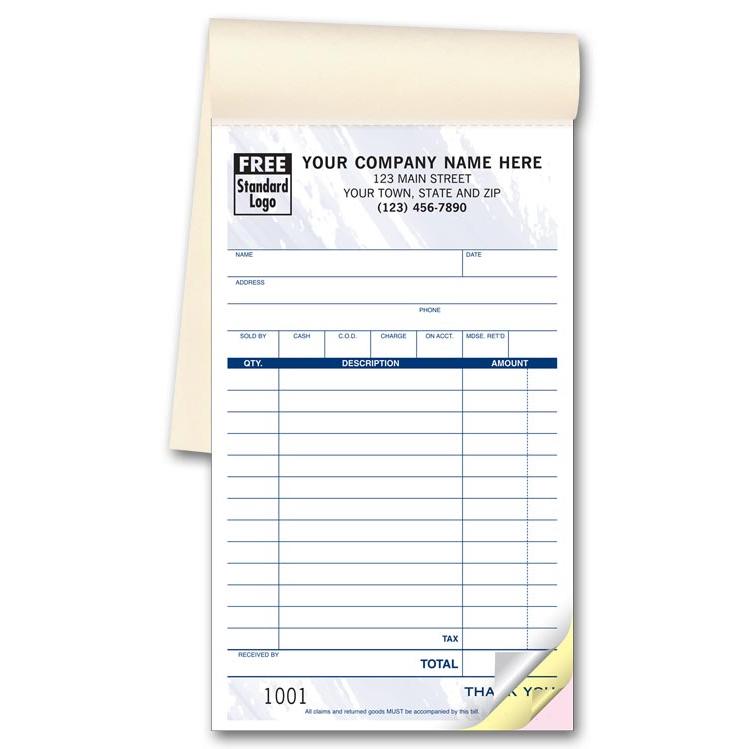 FREE
Standard
Logo
YOUR COMPANY NAME HERE
123 MAIN STREET
YOUR TOWN, STATE AND ZIP
(123) 456-7890
NAME DATE
ADDRESS
PHONE
SOLD BY CASH C.O.D. CHARGE ON ACCT. MDSE. RET'D
QTY. DESCRIPTION AMOUNT
TAX
RECEIVED BY
TOTAL
1001 THANK YOU
All claims and returned goods MUST be accompanied by this bill.